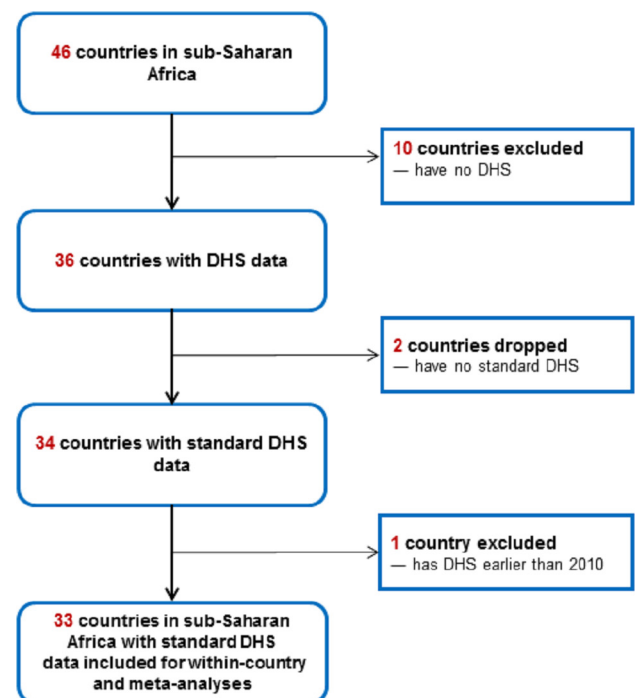 46 countries in sub-Saharan
Africa
10 countries excluded
— have no DHS
36 countries with DHS data
2 countries dropped
— have no standard DHS
34 countries with standard DHS
data
1 country excluded
— has DHS earlier than 2010
33 countries in sub-Saharan
Africa with standard DHS
data included for within-country
and meta-analyses